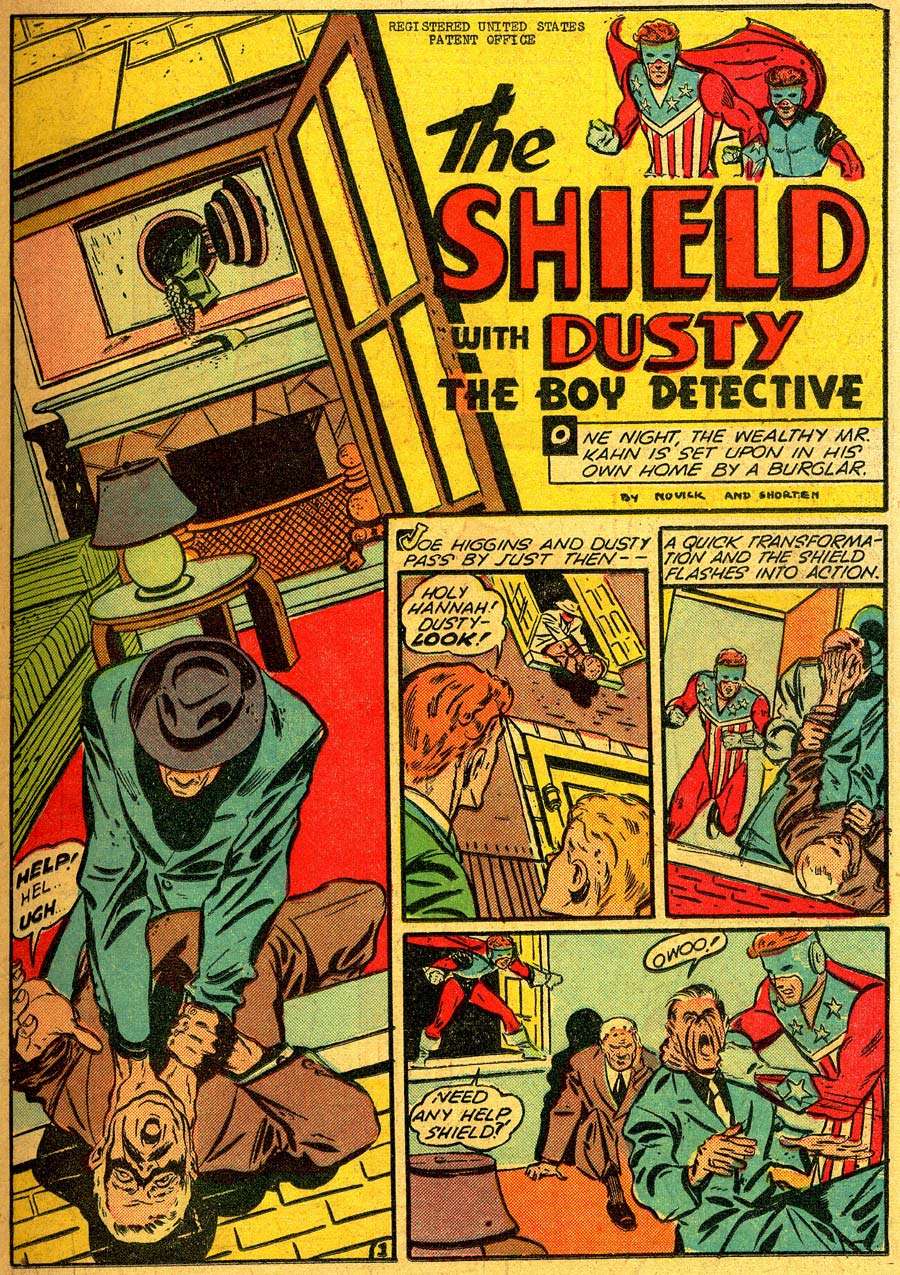 REGISTERED UNITED STATES
PATENT OFFICE
The
SHIELD
WITH DUSTY
THE BOY DETECTIVE
ONE NIGHT, THE WEALTHY MR.
KAHN IS SET UPON IN HIS
OWN HOME BY A BURGLAR.
BY NOVICK AND SHORTEN
HELP!
HEL..
UGH..
1
JOE HIGGINS AND DUSTY
PASS BY JUST THEN--
HOLY
HANNAH!
DUSTY-
LOOK!
A QUICK TRANSFORMA-
TION AND THE SHIELD
FLASHES INTO ACTION.
NEED
ANY HELP,
SHIELD?
OWOO!